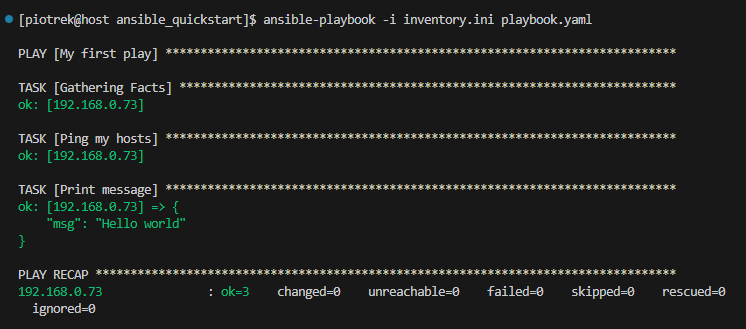 [piotrek@host ansible_quickstart]$ ansible-playbook -i inventory.ini playbook.yaml
PLAY [My first play] *************************************************************************
TASK [Gathering Facts] ***********************************************************************
ok: [192.168.0.73]
TASK [Ping my hosts] *************************************************************************
ok: [192.168.0.73]
TASK [Print message] *************************************************************************
ok: [192.168.0.73] => {
    "msg": "Hello world"
}
PLAY RECAP ***********************************************************************************
192.168.0.73               : ok=3    changed=0    unreachable=0    failed=0    skipped=0    rescued=0
  ignored=0